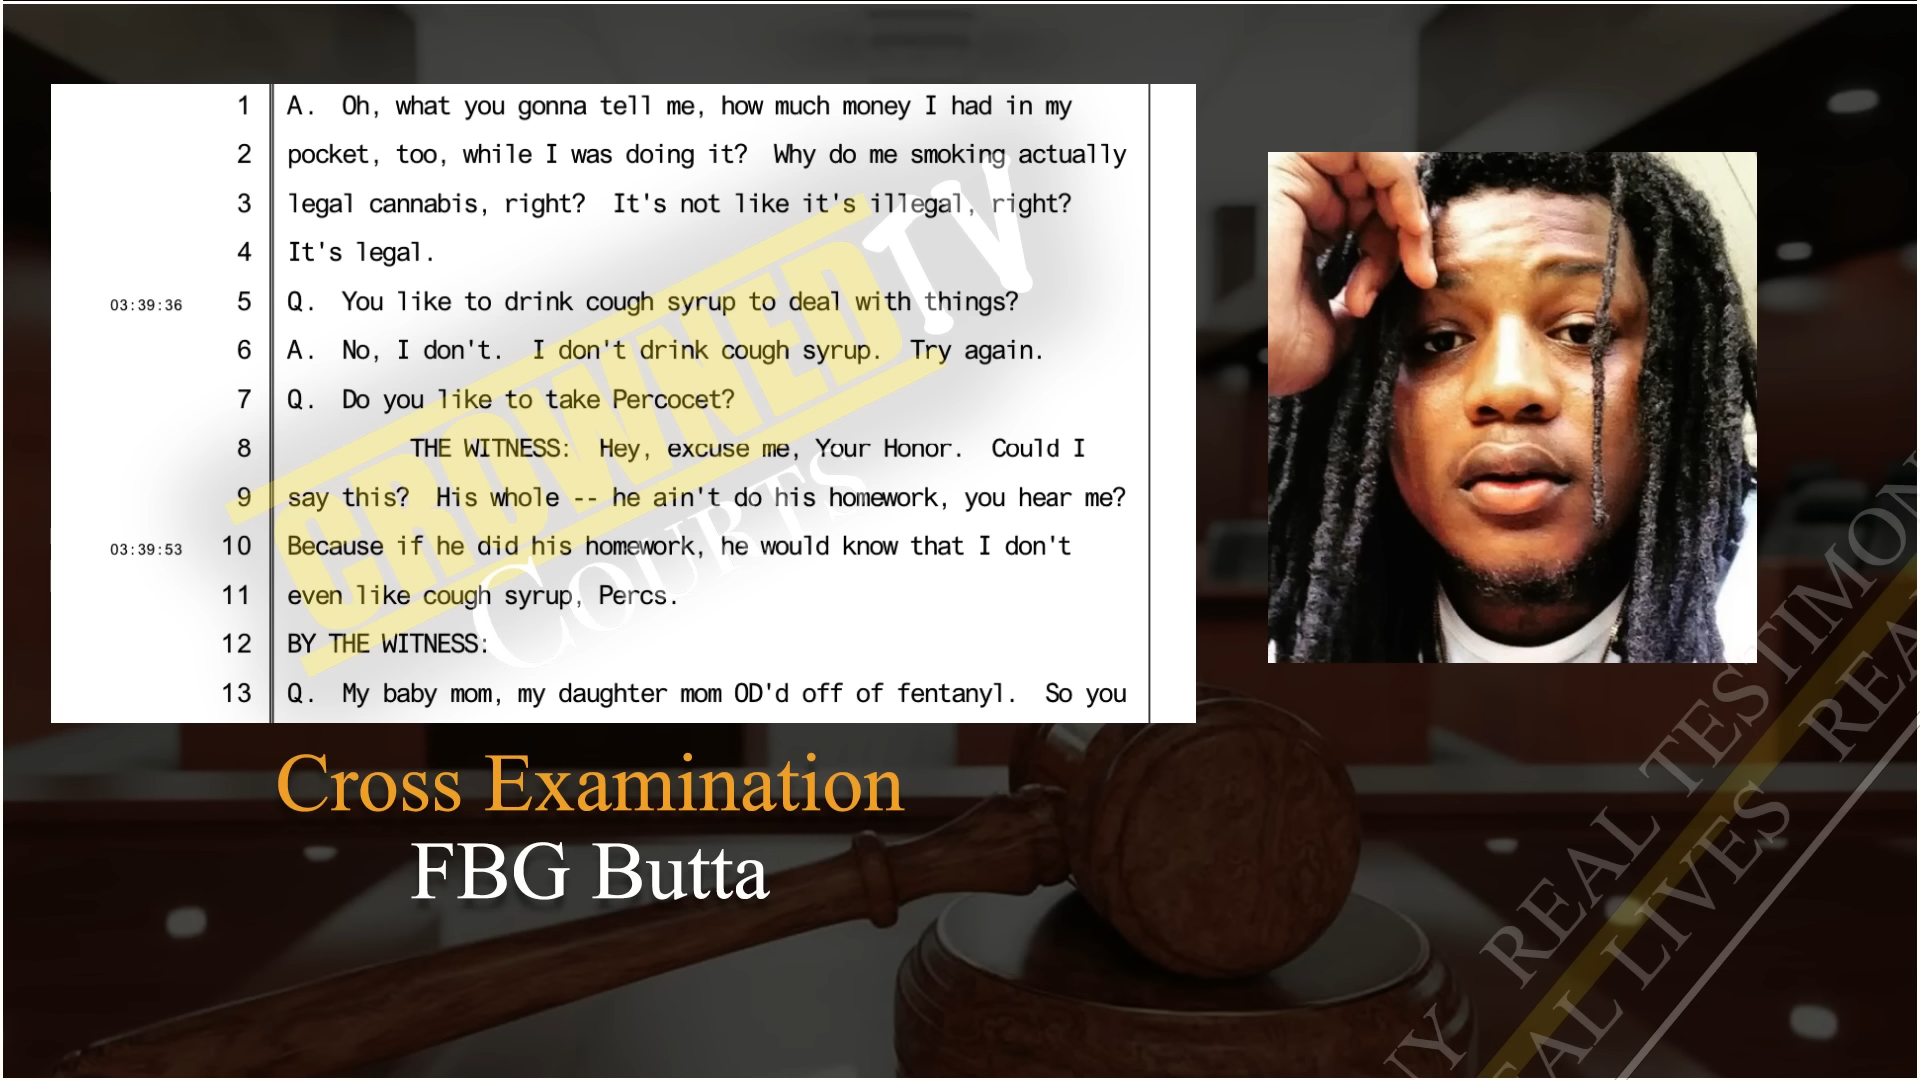 1 A. Oh, what you gonna tell me, how much money I had in my
2 pocket, too, while I was doing it? Why do me smoking actually
3 legal cannabis, right? It's not like it's illegal, right?
4 It's legal.
03:39:36 5 Q. You like to drink cough syrup to deal with things?
6 A. No, I don't. I don't drink cough syrup. Try again.
7 Q. Do you like to take Percocet?
8 THE WITNESS: Hey, excuse me, Your Honor. Could I
9 say this? His whole -- he ain't do his homework, you hear me?
03:39:53 10 Because if he did his homework, he would know that I don't
11 even like cough syrup, Percs.
12 BY THE WITNESS:
13 Q. My baby mom, my daughter mom OD'd off of fentanyl. So you
CROWNED TV
COURTS
Cross Examination
FBG Butta
REAL TESTIMONY
REAL LIVES